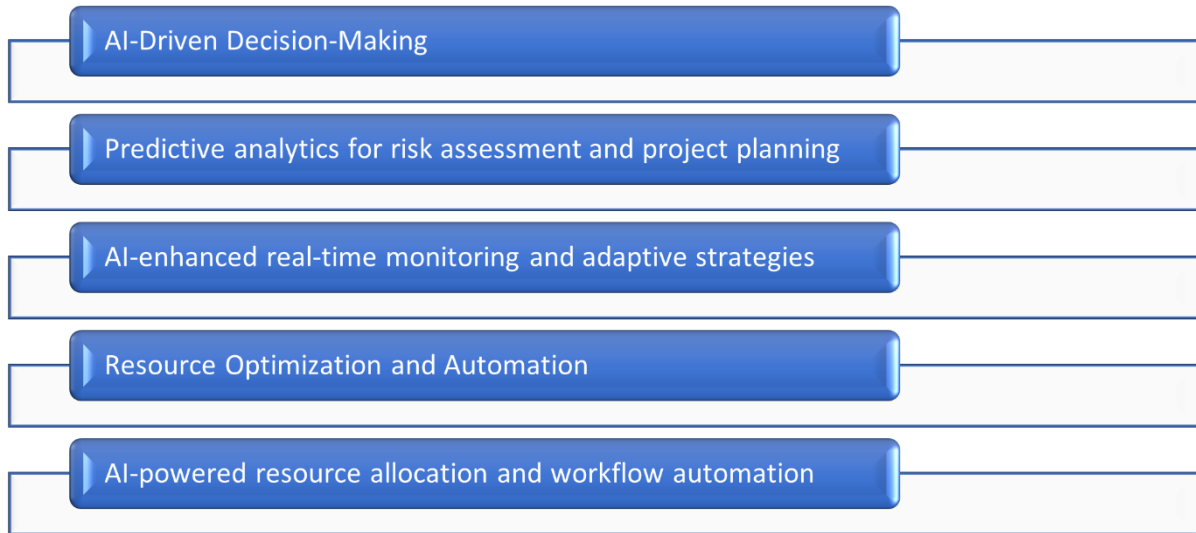 AI-Driven Decision-Making
Predictive analytics for risk assessment and project planning
AI-enhanced real-time monitoring and adaptive strategies
Resource Optimization and Automation
AI-powered resource allocation and workflow automation